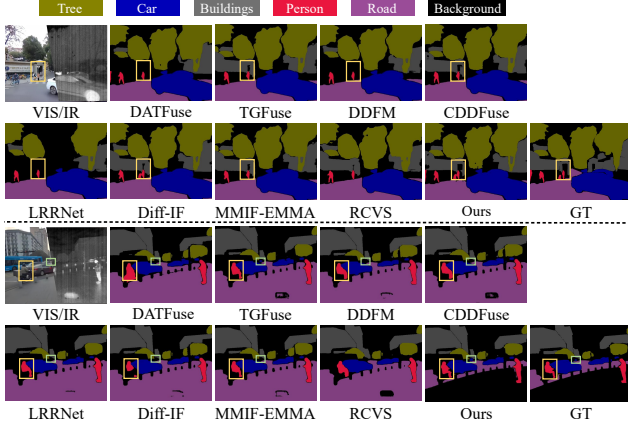 Tree Car Buildings Person Road Background
VIS/IR DATFuse TGFuse DDFM CDDFuse
LRRNet Diff-IF MMIF-EMMA RCVS Ours GT
VIS/IR DATFuse TGFuse DDFM CDDFuse
LRRNet Diff-IF MMIF-EMMA RCVS Ours GT